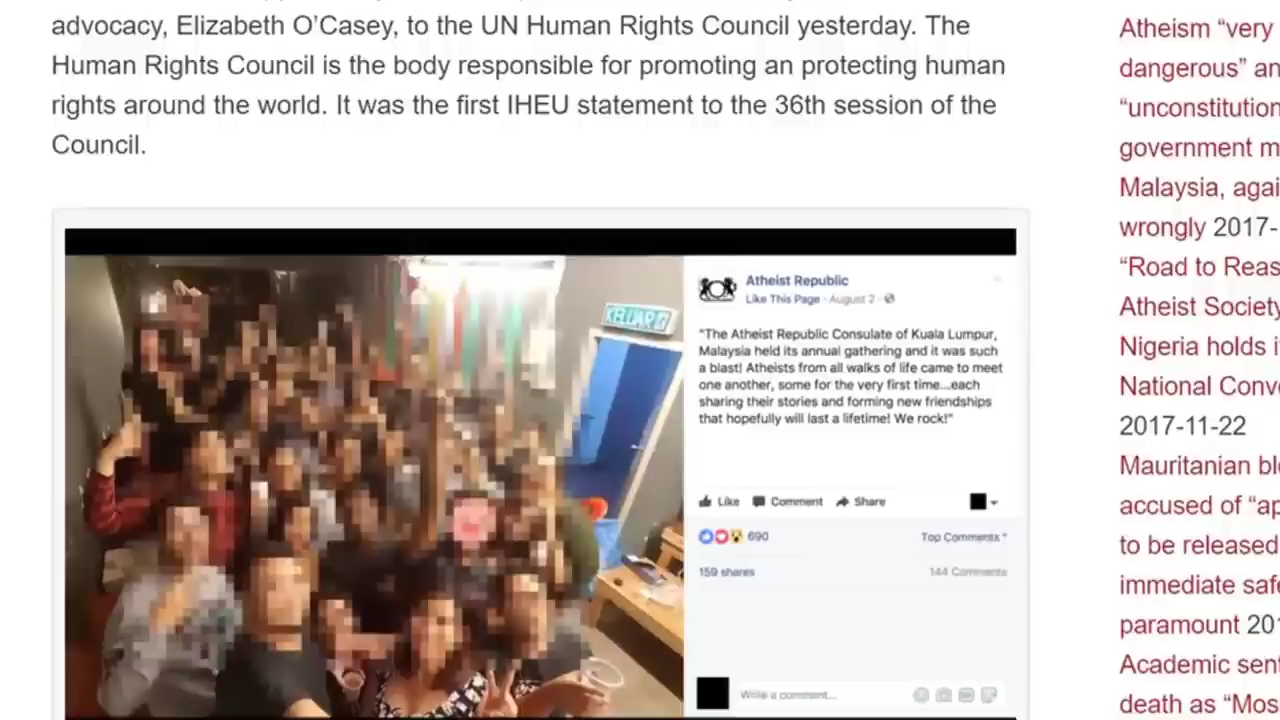 advocacy, Elizabeth O'Casey, to the UN Human Rights Council yesterday. The
Human Rights Council is the body responsible for promoting an protecting human
rights around the world. It was the first IHEU statement to the 36th session of the
Council.
KELUAR
Atheist Republic
Like This Page · August 2 ·
"The Atheist Republic Consulate of Kuala Lumpur,
Malaysia held its annual gathering and it was such
a blast! Atheists from all walks of life came to meet
one another, some for the very first time...each
sharing their stories and forming new friendships
that hopefully will last a lifetime! We rock!"
Like Comment Share
690 Top Comments
159 shares 144 Comments
Write a comment...
Atheism “very
dangerous” an
“unconstitution
government m
Malaysia, agai
wrongly 2017-
“Road to Reas
Atheist Society
Nigeria holds i
National Conv
2017-11-22
Mauritanian bl
accused of “ap
to be released
immediate safe
paramount 201
Academic sent
death as “Mos